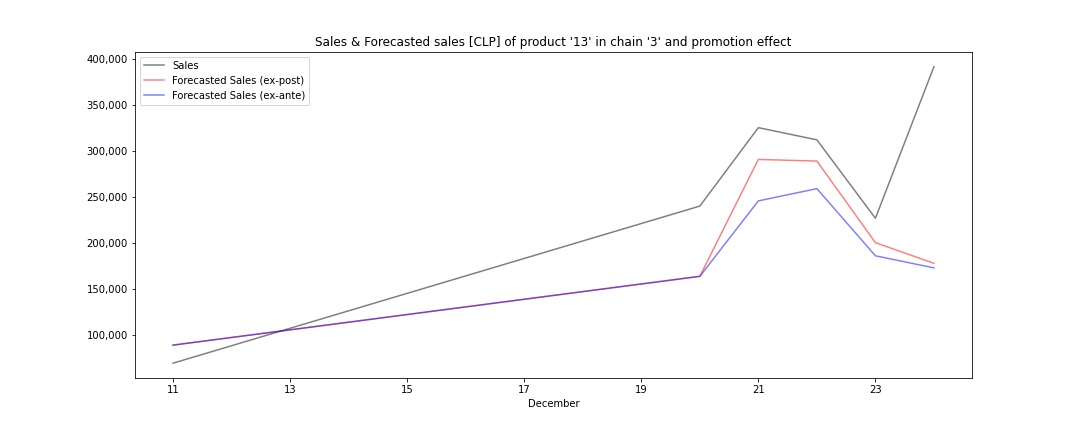 Sales & Forecasted sales [CLP] of product '13' in chain '3' and promotion effect
400,000
350,000
300,000
250,000
200,000
150,000
100,000
Sales
Forecasted Sales (ex-post)
Forecasted Sales (ex-ante)
11 13 15 17 19 21 23
December